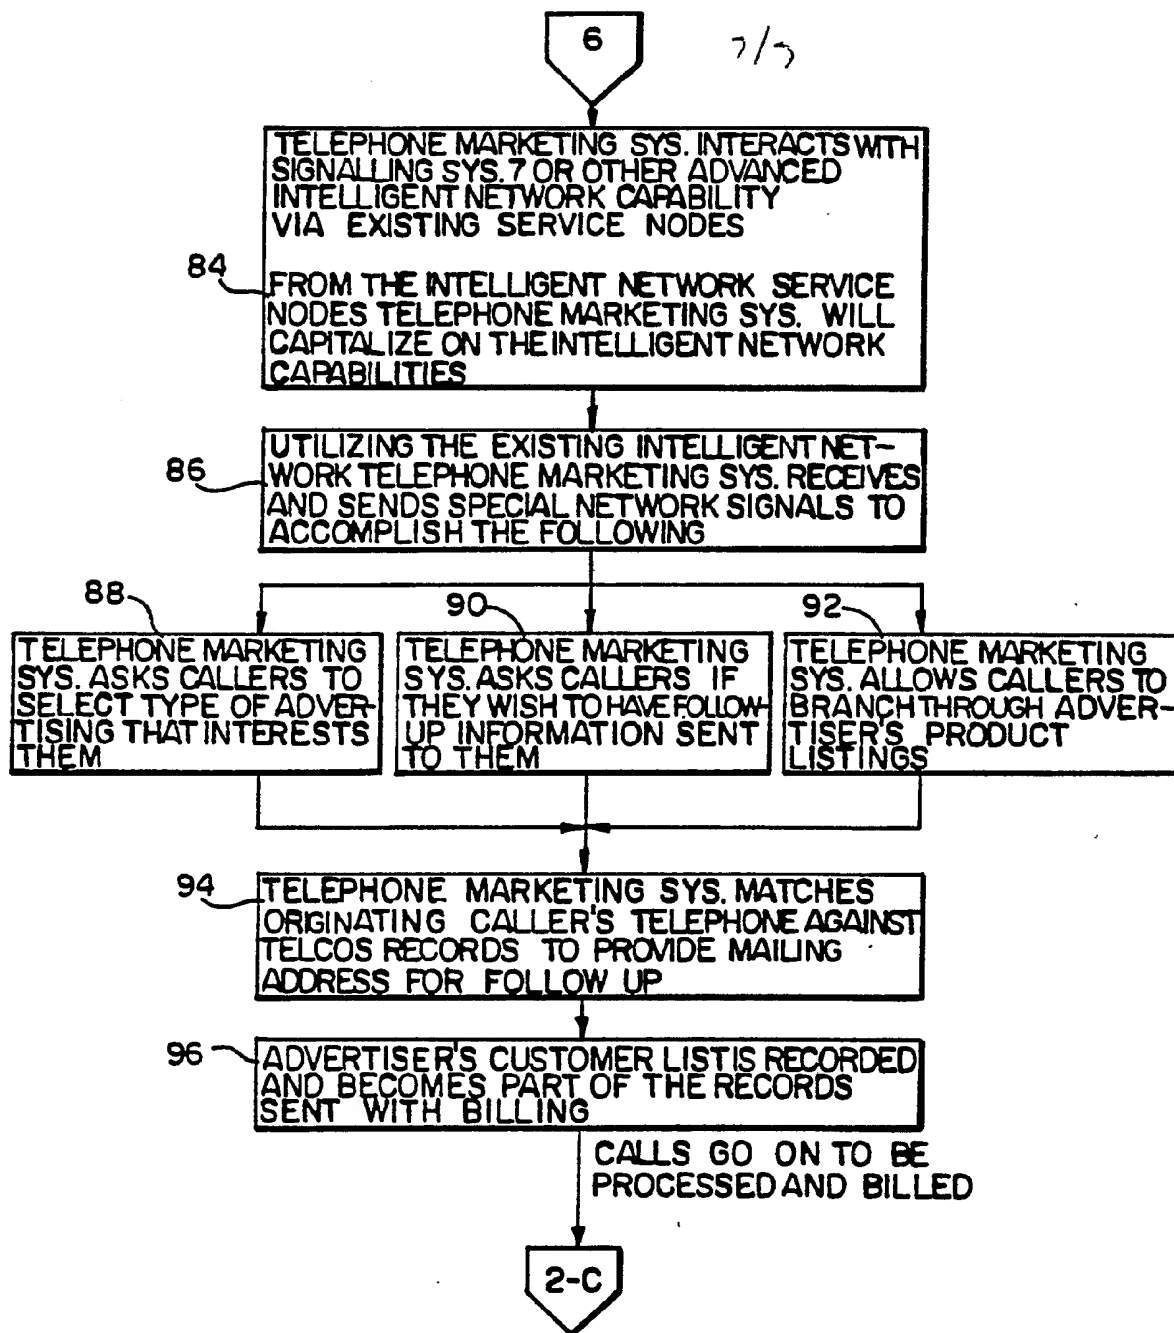 6
7/7
TELEPHONE MARKETING SYS. INTERACTS WITH
SIGNALLING SYS. 7 OR OTHER ADVANCED
INTELLIGENT NETWORK CAPABILITY
VIA EXISTING SERVICE NODES
84
FROM THE INTELLIGENT NETWORK SERVICE
NODES TELEPHONE MARKETING SYS. WILL
CAPITALIZE ON THE INTELLIGENT NETWORK
CAPABILITIES
86
UTILIZING THE EXISTING INTELLIGENT NET-
WORK TELEPHONE MARKETING SYS. RECEIVES
AND SENDS SPECIAL NETWORK SIGNALS TO
ACCOMPLISH THE FOLLOWING
88
TELEPHONE MARKETING
SYS. ASKS CALLERS TO
SELECT TYPE OF ADVER-
TISING THAT INTERESTS
THEM
90
TELEPHONE MARKETING
SYS. ASKS CALLERS IF
THEY WISH TO HAVE FOLLOW-
UP INFORMATION SENT
TO THEM
92
TELEPHONE MARKETING
SYS. ALLOWS CALLERS TO
BRANCH THROUGH ADVER-
TISER'S PRODUCT
LISTINGS
94
TELEPHONE MARKETING SYS. MATCHES
ORIGINATING CALLER'S TELEPHONE AGAINST
TELCOS RECORDS TO PROVIDE MAILING
ADDRESS FOR FOLLOW UP
96
ADVERTISER'S CUSTOMER LIST IS RECORDED
AND BECOMES PART OF THE RECORDS
SENT WITH BILLING
CALLS GO ON TO BE
PROCESSED AND BILLED
2-C